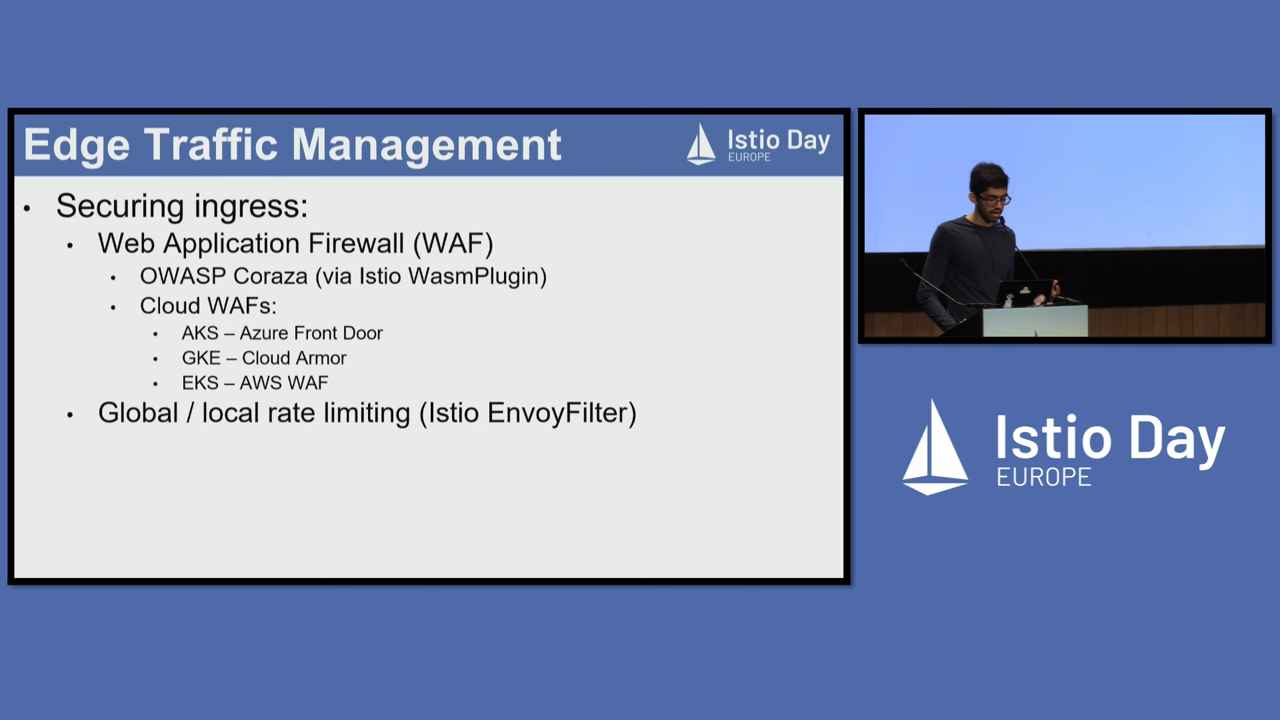 Edge Traffic Management
Istio Day
EUROPE
• Securing ingress:
• Web Application Firewall (WAF)
• OWASP Coraza (via Istio WasmPlugin)
• Cloud WAFs:
• AKS – Azure Front Door
• GKE – Cloud Armor
• EKS – AWS WAF
• Global / local rate limiting (Istio EnvoyFilter)
Istio Day
EUROPE